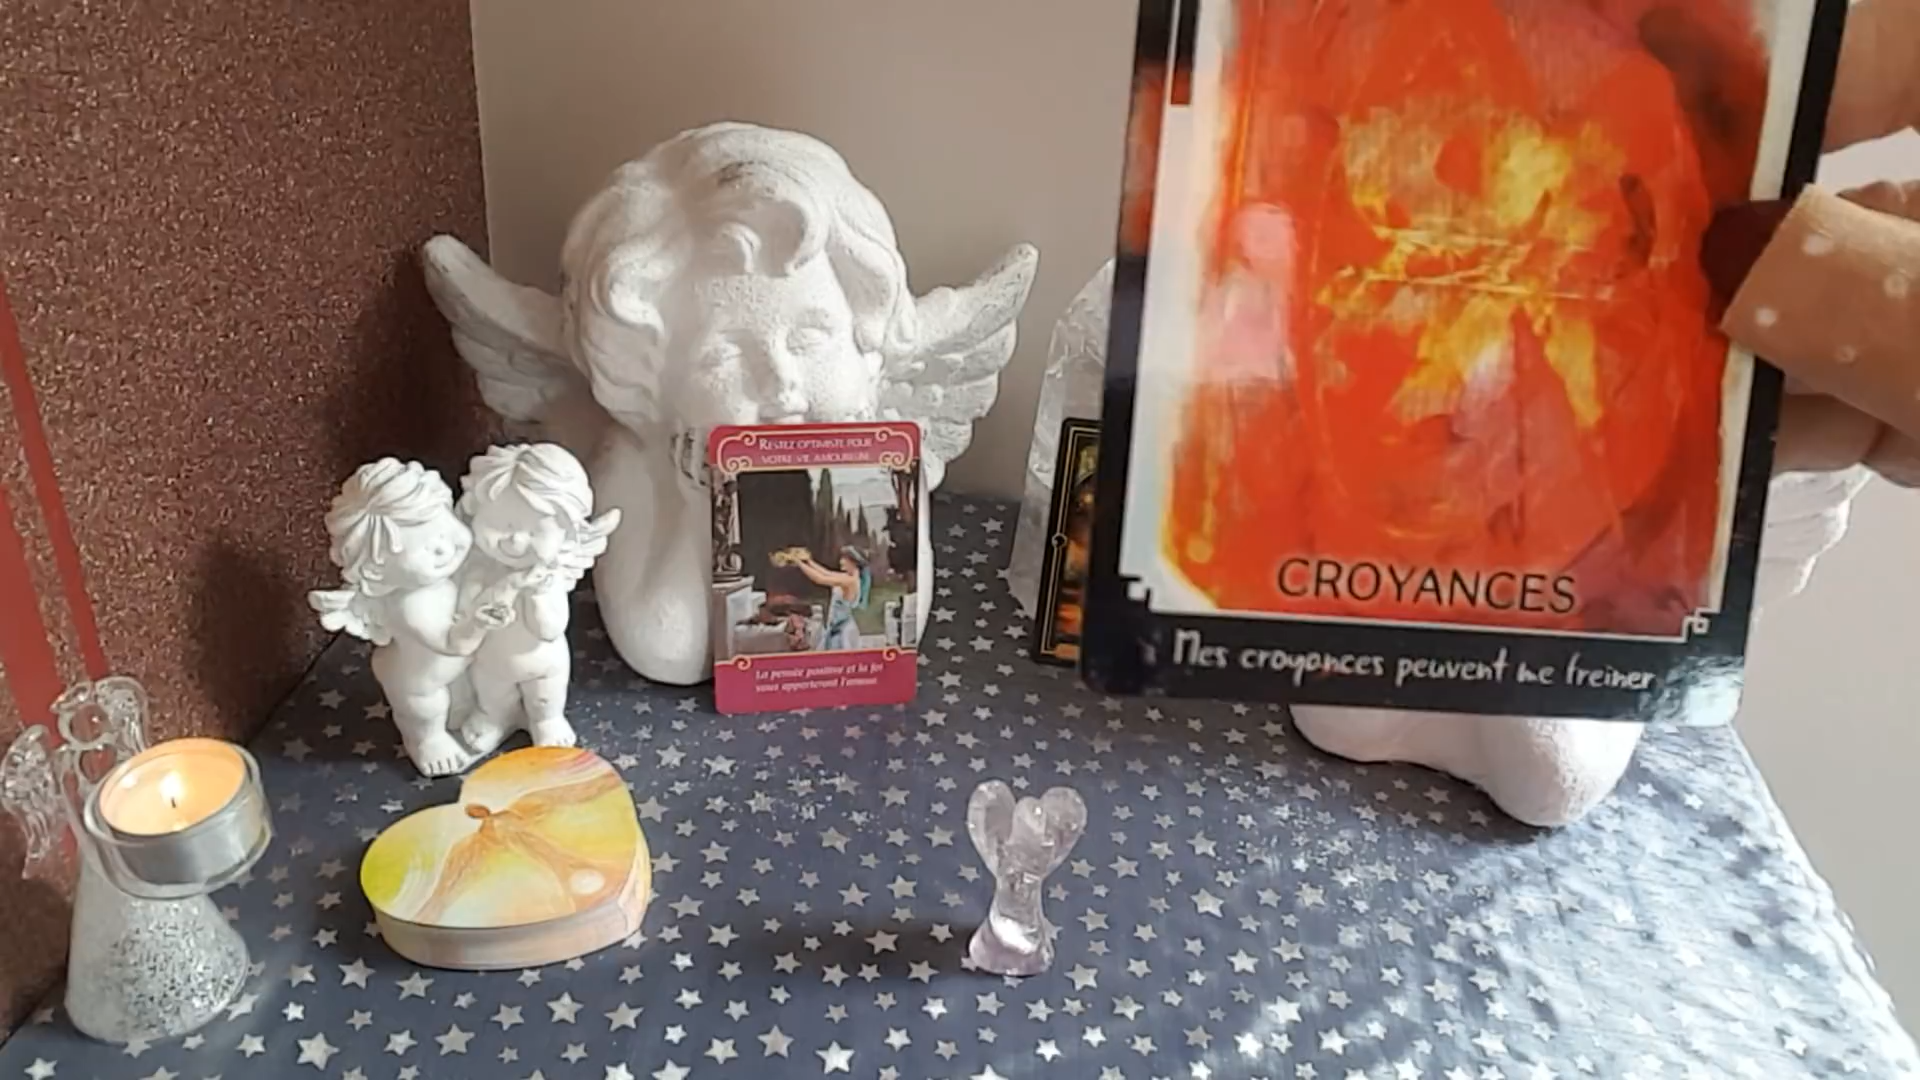 RESTEZ OPTIMISTE POUR
VOTRE VIE AMOUREUSE
La pensée positive et la foi
vous apporteront l'amour.
CROYANCES
Mes croyances peuvent me freiner